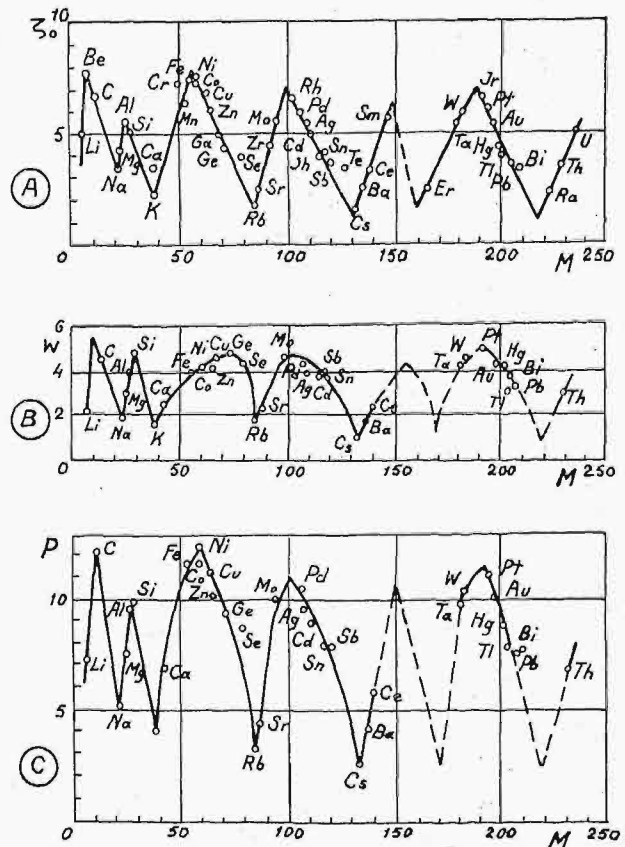 ζ₀
10
Be
C
Fe
Ni
Cr
Co
Cu
Rh
Jr
Pt
Al
Mn
Zn
Mo
Pd
Sm
W
Au
5
Li
Si
Ag
U
Mg
Ca
Ga
Ge
Se
Zr
Cd
Sn
Te
Ta
Hg
Bi
Na
Jh
Sb
Ce
Tl
Pb
Th
A
K
Sr
Ba
Er
Ra
Rb
Cs
0
0
50
100
150
200
M
250
W
6
Si
Ni
Cu
Ge
Mo
Sb
W
Pt
Hg
4
C
Al
Fe
Se
Ta
Bi
Co
Zn
Pd
Sn
Au
Ca
Ag
Cd
Pb
B
2
Mg
Sr
Tl
Th
Li
Na
K
Rb
Ba
Cs
0
0
50
100
150
200
M
250
P
C
Fe
Ni
Si
Co
Cu
Pd
W
Pt
10
Al
Zn
Mo
Au
Ge
Ag
Ta
Hg
Se
Cd
Sb
Bi
Li
Mg
Ca
Sn
Tl
Pb
Th
5
Na
Sr
Ce
Ba
C
Rb
Cs
0
0
50
100
150
200
M
250